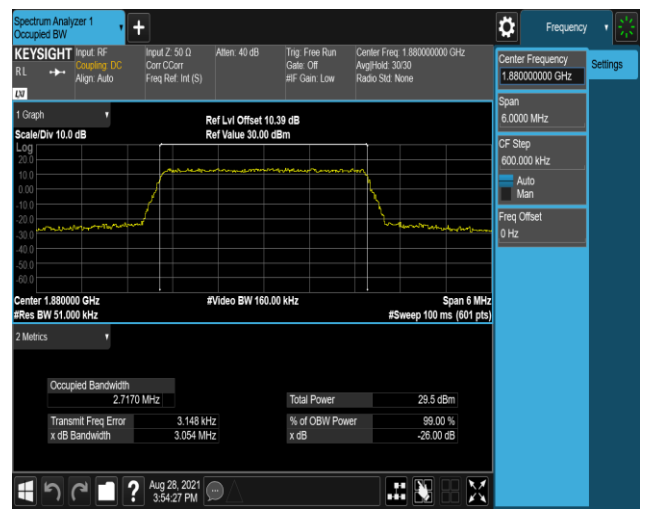 Spectrum Analyzer 1
Occupied BW
+
Frequency
KEYSIGHT
RL
LXI
Input: RF
Coupling: DC
Align: Auto
Input Z: 50 Ω
Corr CCorr
Freq Ref: Int (S)
Atten: 40 dB
Trig: Free Run
Gate: Off
#IF Gain: Low
Center Freq: 1.880000000 GHz
Avg|Hold: 30/30
Radio Std: None
Center Frequency
1.880000000 GHz
Settings
Span
6.0000 MHz
CF Step
600.000 kHz
Auto
Man
Freq Offset
0 Hz
1 Graph
Scale/Div 10.0 dB
Ref Lvl Offset 10.39 dB
Ref Value 30.00 dBm
Log
20.0
10.0
0.00
-10.0
-20.0
-30.0
-40.0
-50.0
-60.0
Center 1.880000 GHz
#Video BW 160.00 kHz
Span 6 MHz
#Res BW 51.000 kHz
#Sweep 100 ms (601 pts)
2 Metrics
Occupied Bandwidth
2.7170 MHz
Total Power 29.5 dBm
Transmit Freq Error 3.148 kHz
% of OBW Power 99.00 %
x dB Bandwidth 3.054 MHz
x dB -26.00 dB
?
Aug 28, 2021
3:54:27 PM